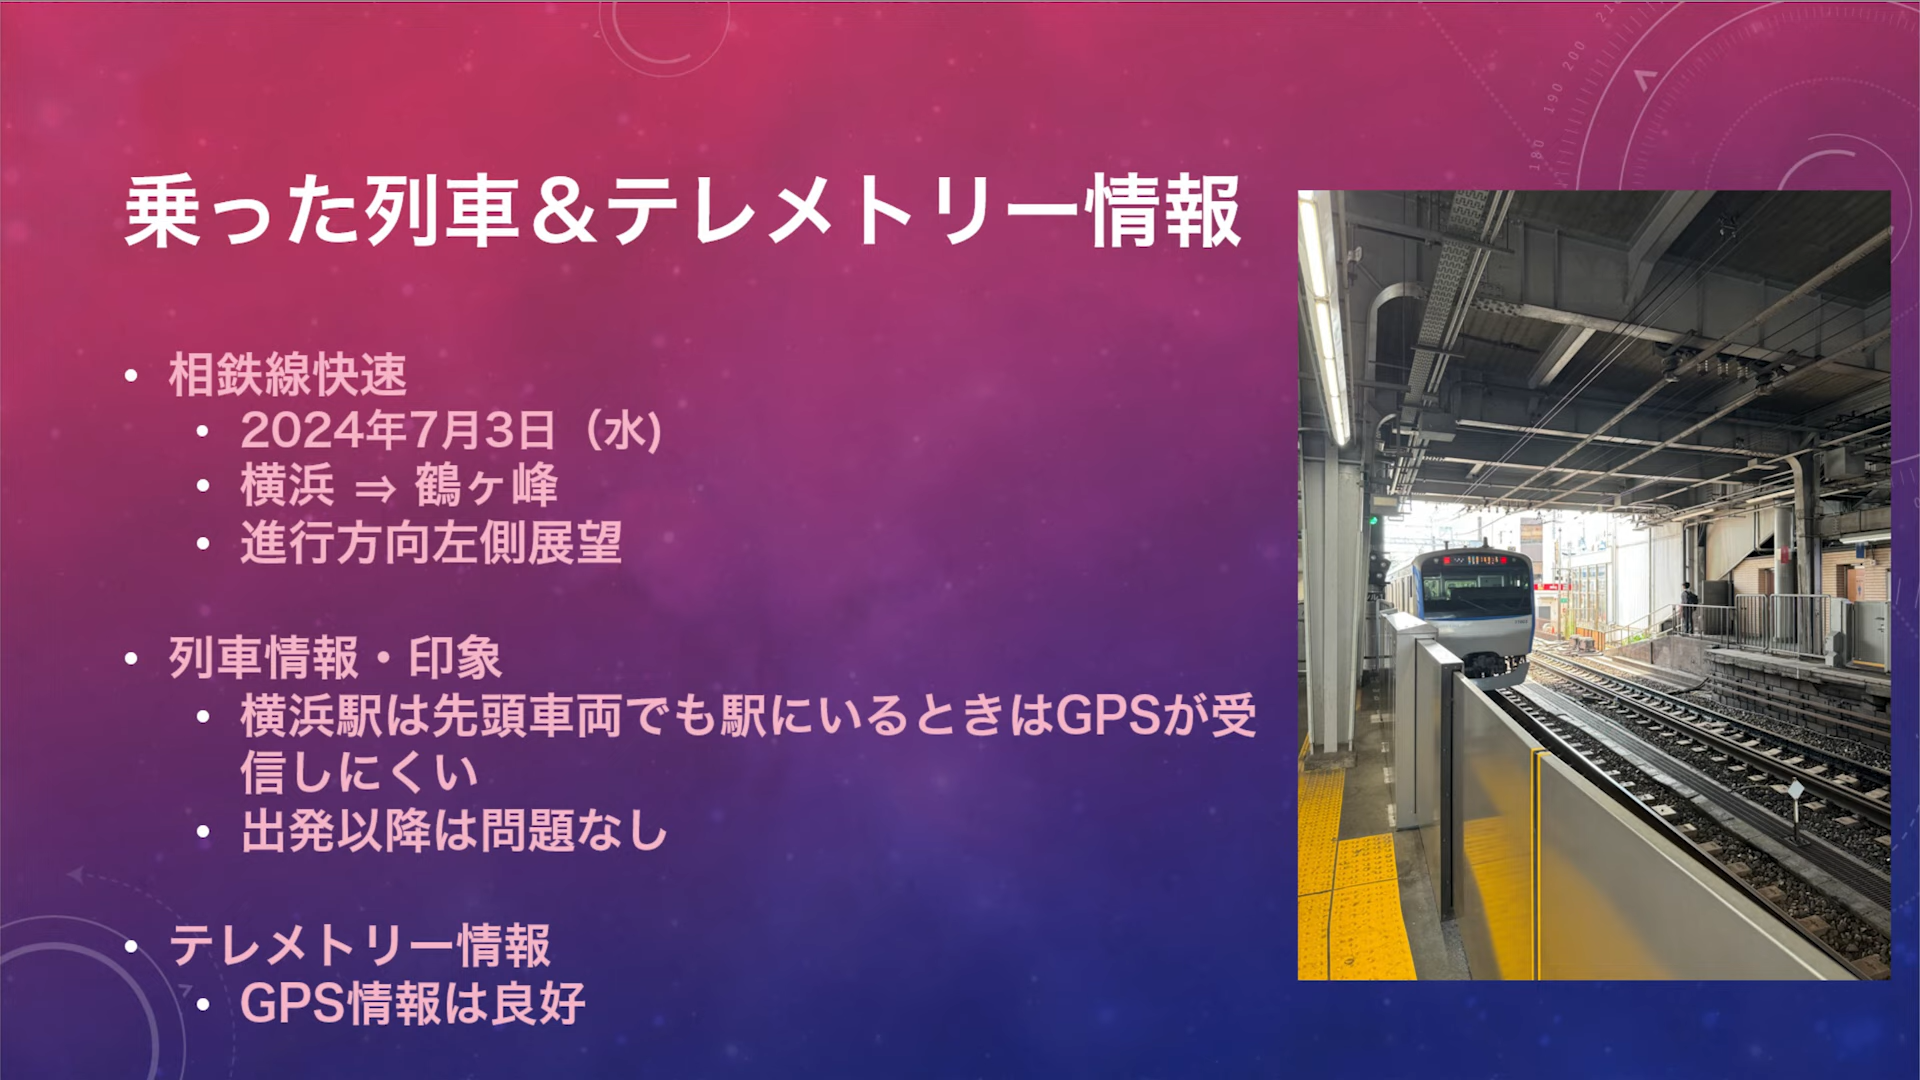 乗った列車＆テレメトリー情報
• 相鉄線快速
• 2024年7月3日（水)
• 横浜 ⇒ 鶴ヶ峰
• 進行方向左側展望
• 列車情報・印象
• 横浜駅は先頭車両でも駅にいるときはGPSが受
信しにくい
• 出発以降は問題なし
• テレメトリー情報
• GPS情報は良好
180
190
200